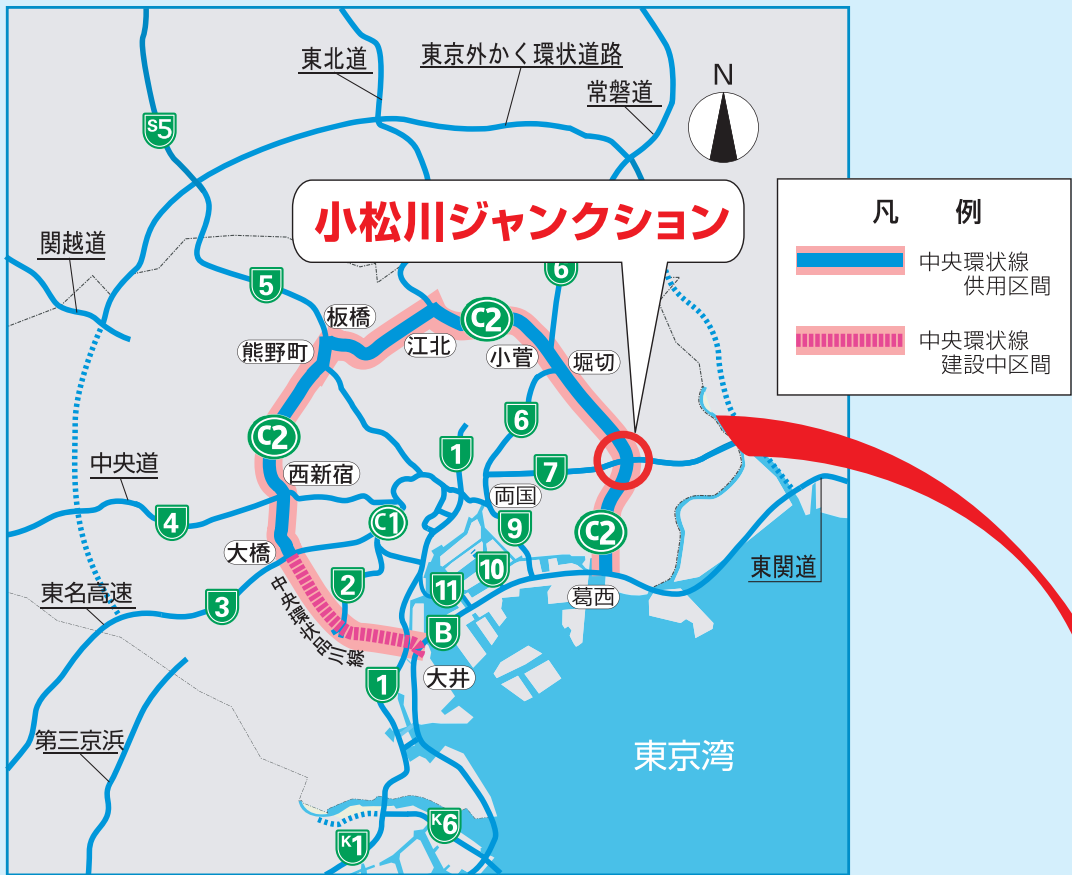 東北道
東京外かく環状道路
常磐道
N
S5
小松川ジャンクション
凡 例
中央環状線
供用区間
中央環状線
建設中区間
関越道
5
6
板橋
C2
熊野町
江北
小菅
堀切
C2
6
1
7
中央道
西新宿
両国
4
C1
9
C2
大橋
10
東関道
東名高速
3
2
11
葛西
中央環状品川線
B
大井
1
第三京浜
東京湾
K1
K6